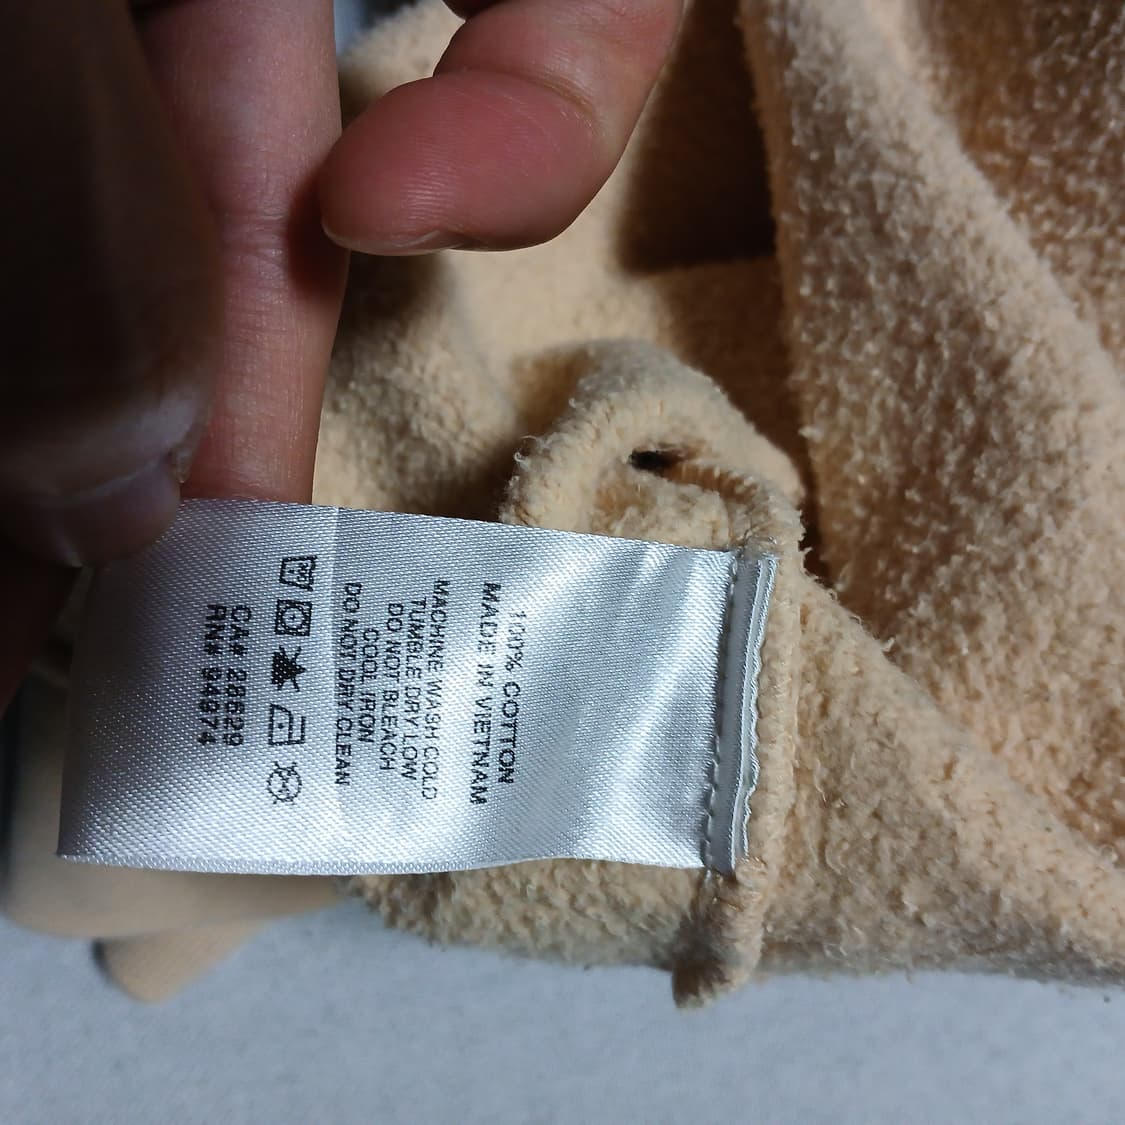 100% COTTON
MADE IN VIETNAM
MACHINE WASH COLD
TUMBLE DRY LOW
DO NOT BLEACH
COOL IRON
DO NOT DRY CLEAN
CA# 28629
RN# 94974